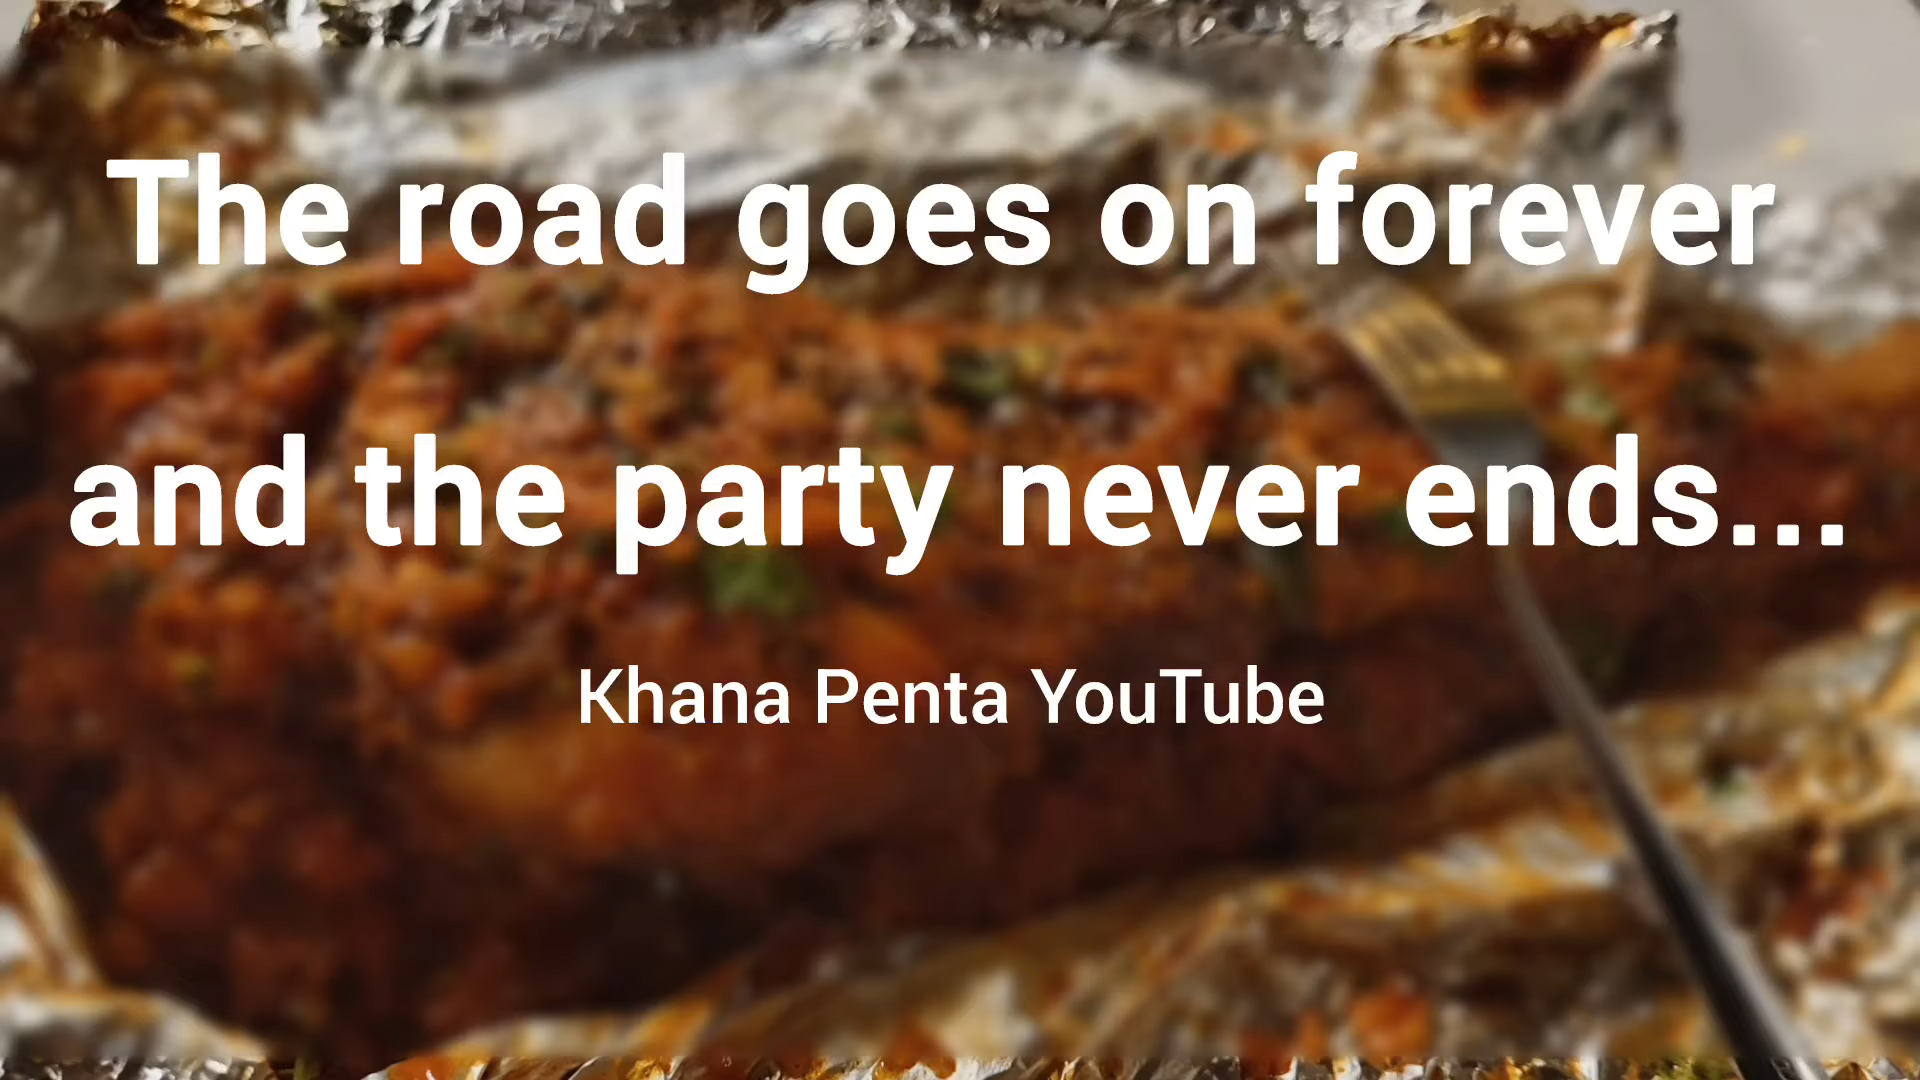 The road goes on forever
and the party never ends...
Khana Penta YouTube